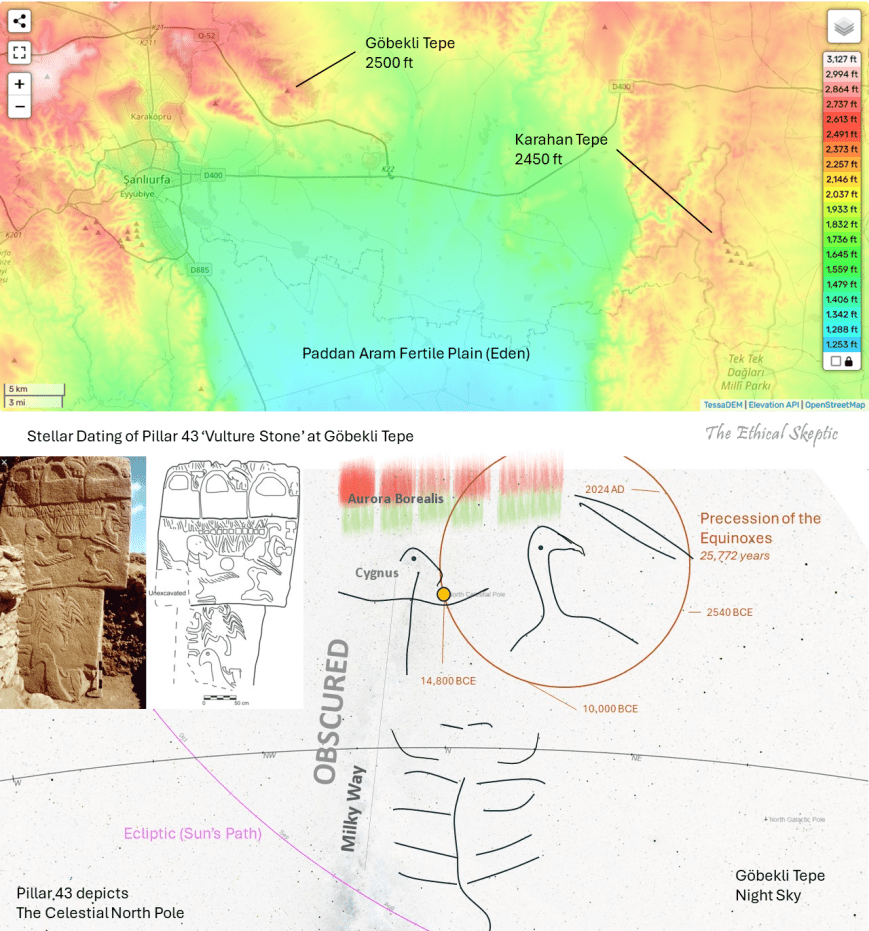 Q-52
K21
K211
Göbekli Tepe
2500 ft
3,127 ft
2,994 ft
2,864 ft
2,737 ft
2,613 ft
2,491 ft
2,373 ft
2,257 ft
2,146 ft
2,037 ft
1,933 ft
1,832 ft
1,736 ft
1,645 ft
1,559 ft
1,479 ft
1,406 ft
1,342 ft
1,288 ft
1,253 ft
+
−
D400
Karaköprü
Karahan Tepe
2450 ft
Şanlıurfa
Eyyübiye
D400
K22
K201
D885
Paddan Aram Fertile Plain (Eden)
Tek Tek
Dağları
Millî Parkı
5 km
3 mi
TessaDEM | Elevation API | OpenStreetMap
Stellar Dating of Pillar 43 ‘Vulture Stone’ at Göbekli Tepe
The Ethical Skeptic
Aurora Borealis
2024 AD
Precession of the
Equinoxes
25,772 years
Cygnus
North Celestial Pole
Unexcavated
2540 BCE
14,800 BCE
10,000 BCE
0 50 cm
OBSCURED
Milky Way
W
NW
N
NE
Ecliptic (Sun's Path)
North Galactic Pole
Pillar 43 depicts
The Celestial North Pole
Göbekli Tepe
Night Sky